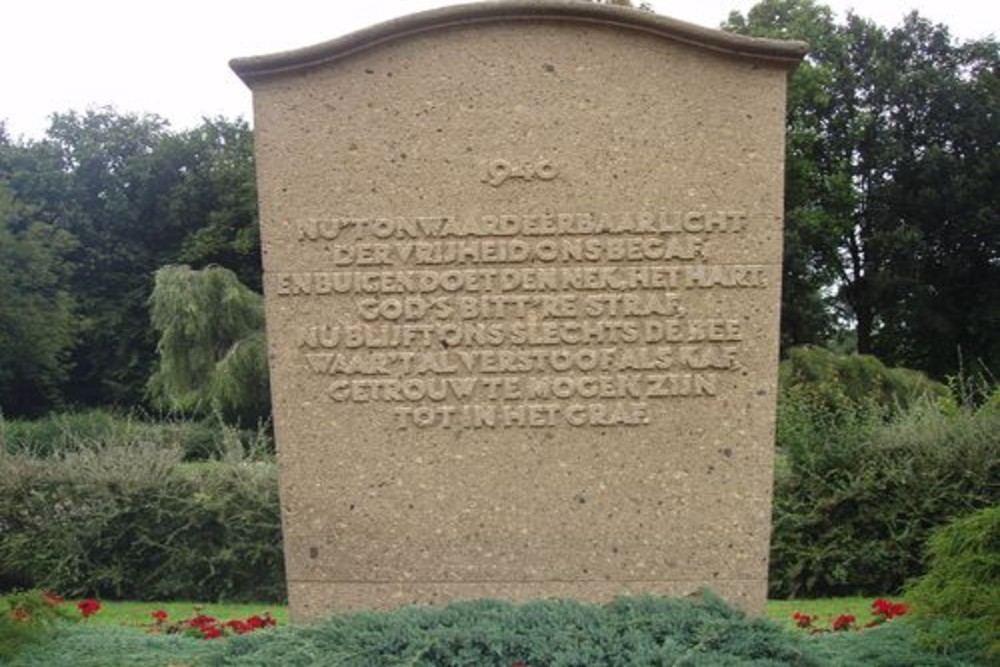 1940
NU 'T ONWAARDEERBAAR LICHT
DER VRIJHEID ONS BEGAF,
EN BUIGEN DOET DEN NEK, HET HART
GOD'S BITT'RE STRAF,
NU BLIJFT ONS SLECHTS DE BEE
WAAR 'T AL VERSTOOF ALS KAF,
GETROUW TE MOGEN ZIJN
TOT IN HET GRAF.